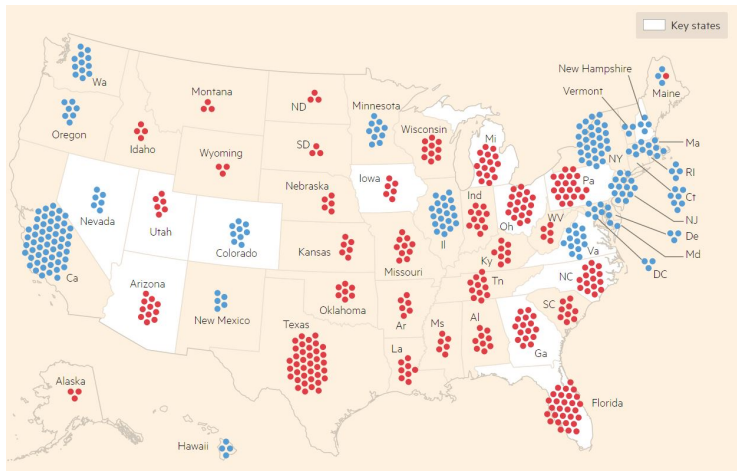 Key states
New Hampshire
Vermont
Maine
Wa
Montana
ND
Minnesota
Oregon
Idaho
Wisconsin
Mi
Ma
SD
Wyoming
NY
RI
Iowa
Pa
Nebraska
Ct
Ind
Oh
NJ
Nevada
Utah
Colorado
Il
WV
Va
De
Kansas
Ky
Md
Missouri
DC
Ca
Arizona
Tn
NC
Oklahoma
SC
New Mexico
Ar
Ms
Al
Texas
La
Ga
Alaska
Florida
Hawaii